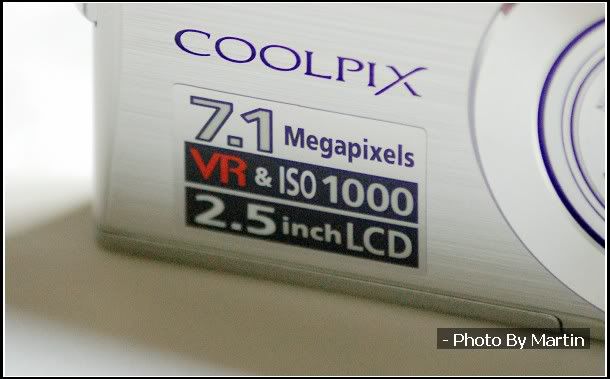 COOLPIX
7.1 Megapixels
VR & ISO 1000
2.5 inch LCD
- Photo By Martin